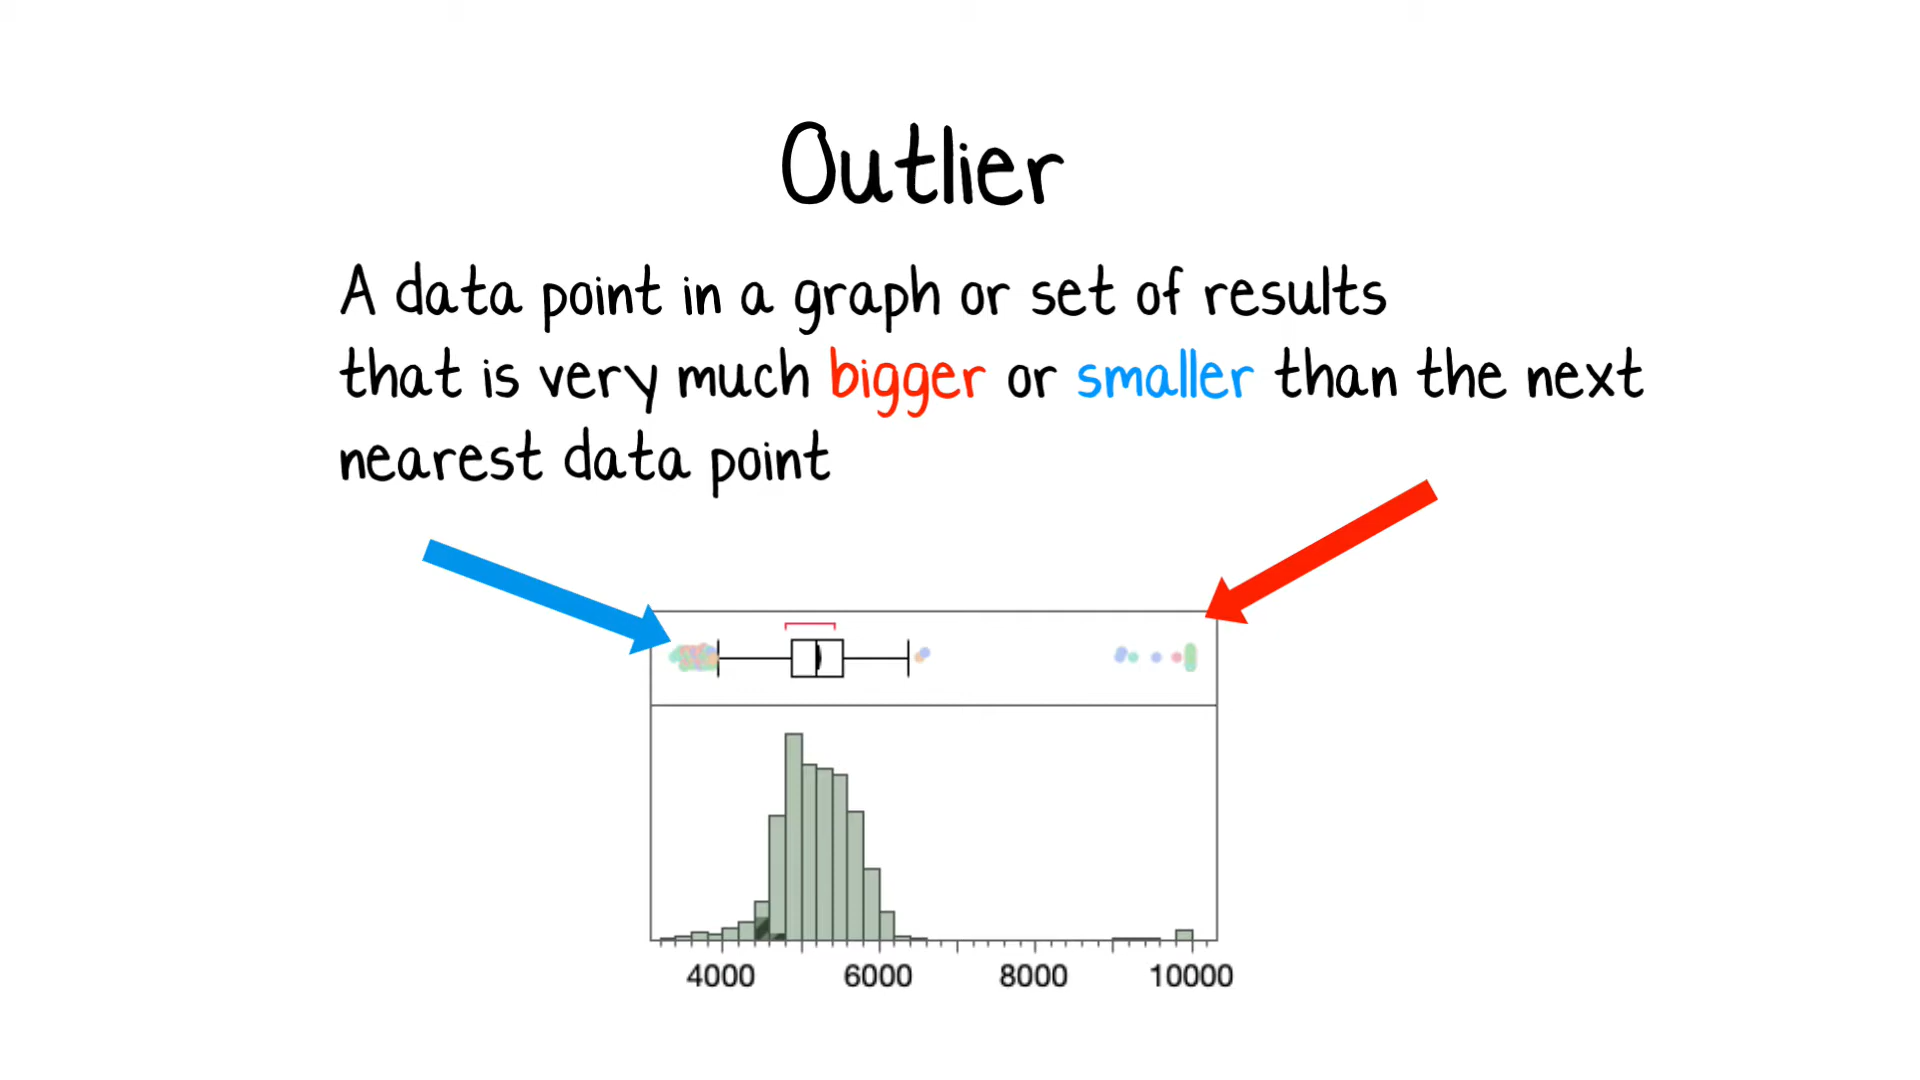 Outlier
A data point in a graph or set of results
that is very much bigger or smaller than the next
nearest data point
4000 6000 8000 10000